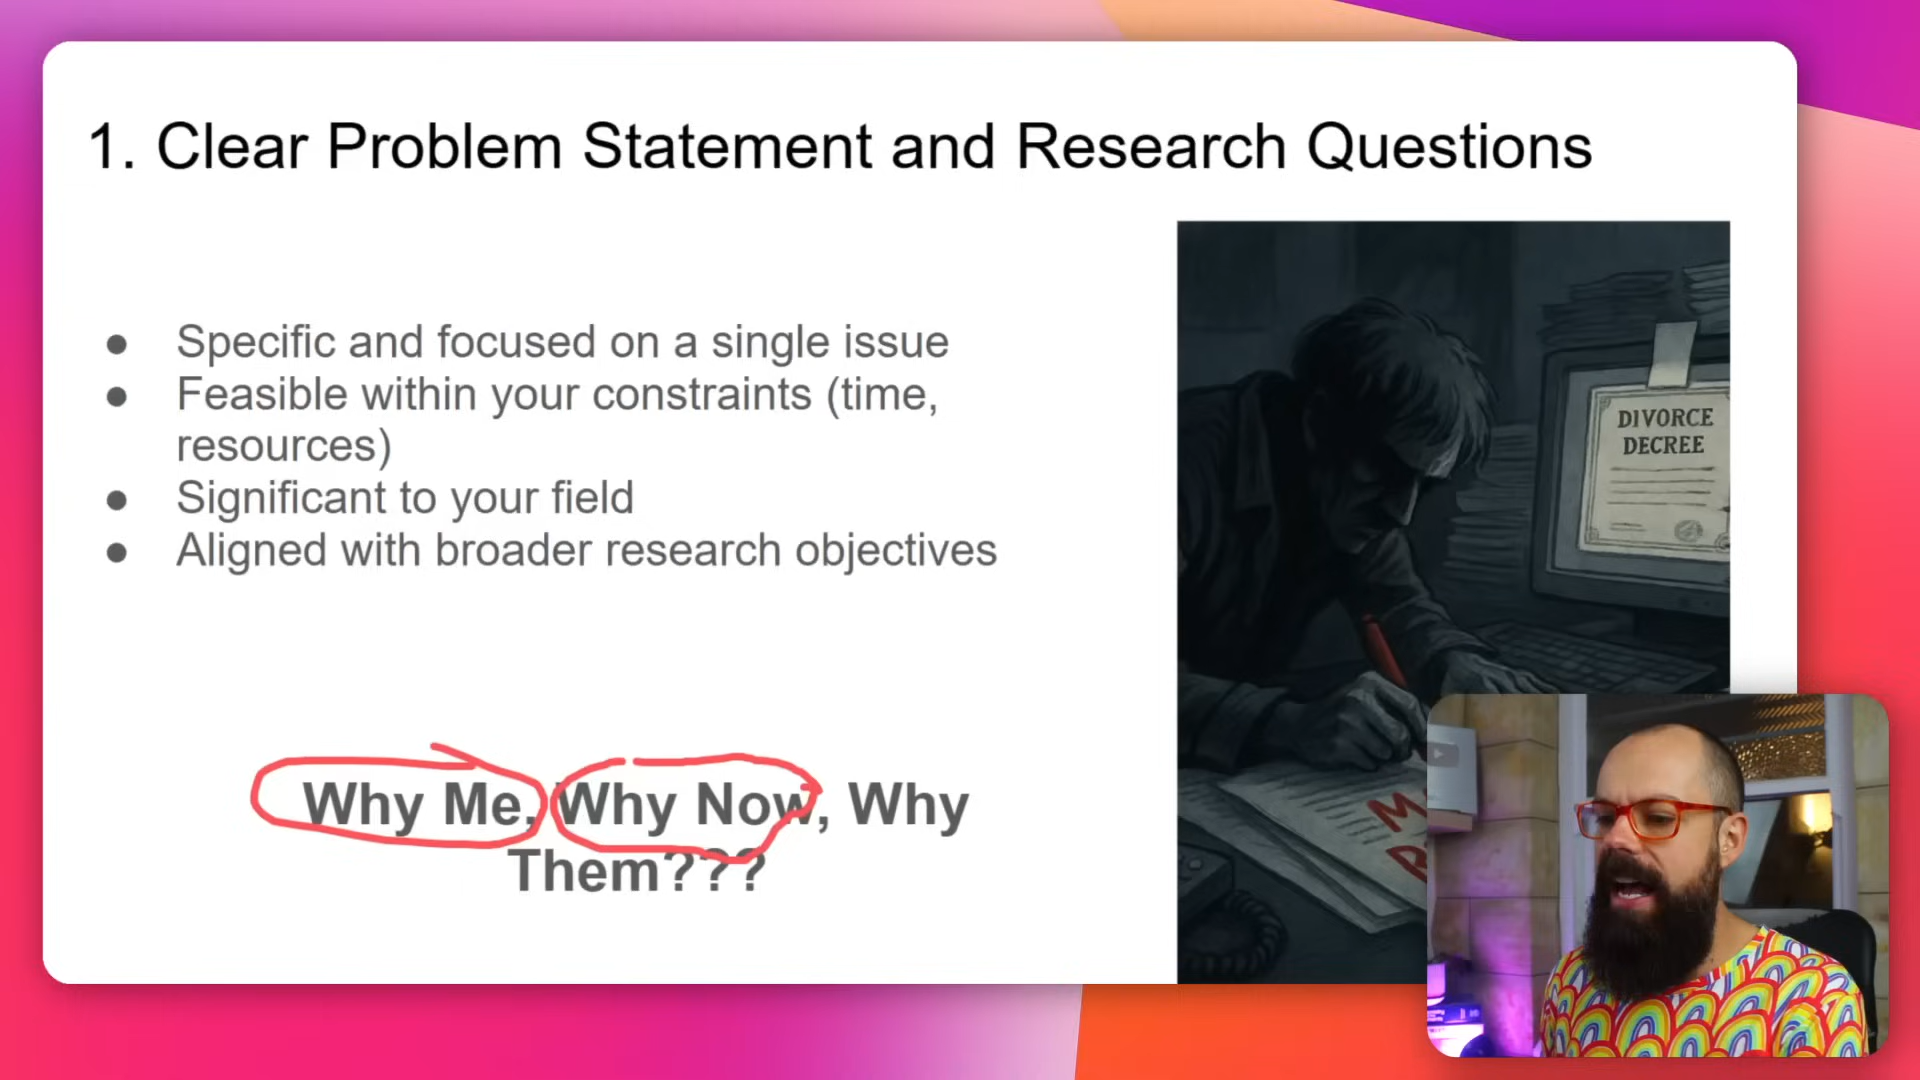 1. Clear Problem Statement and Research Questions
● Specific and focused on a single issue
● Feasible within your constraints (time,
resources)
● Significant to your field
● Aligned with broader research objectives
Why Me, Why Now, Why
Them???
DIVORCE
DECREE